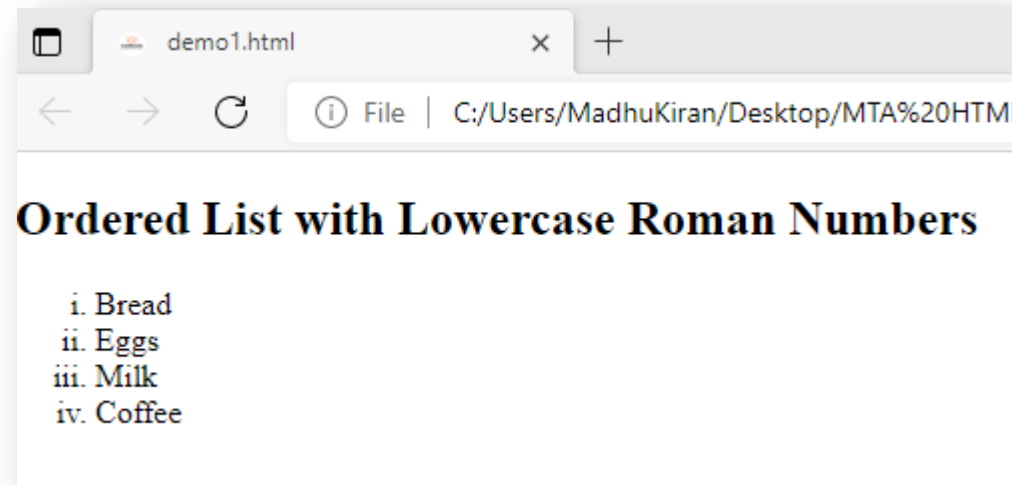 demo1.html
File | C:/Users/MadhuKiran/Desktop/MTA%20HTM
Ordered List with Lowercase Roman Numbers
i. Bread
ii. Eggs
iii. Milk
iv. Coffee